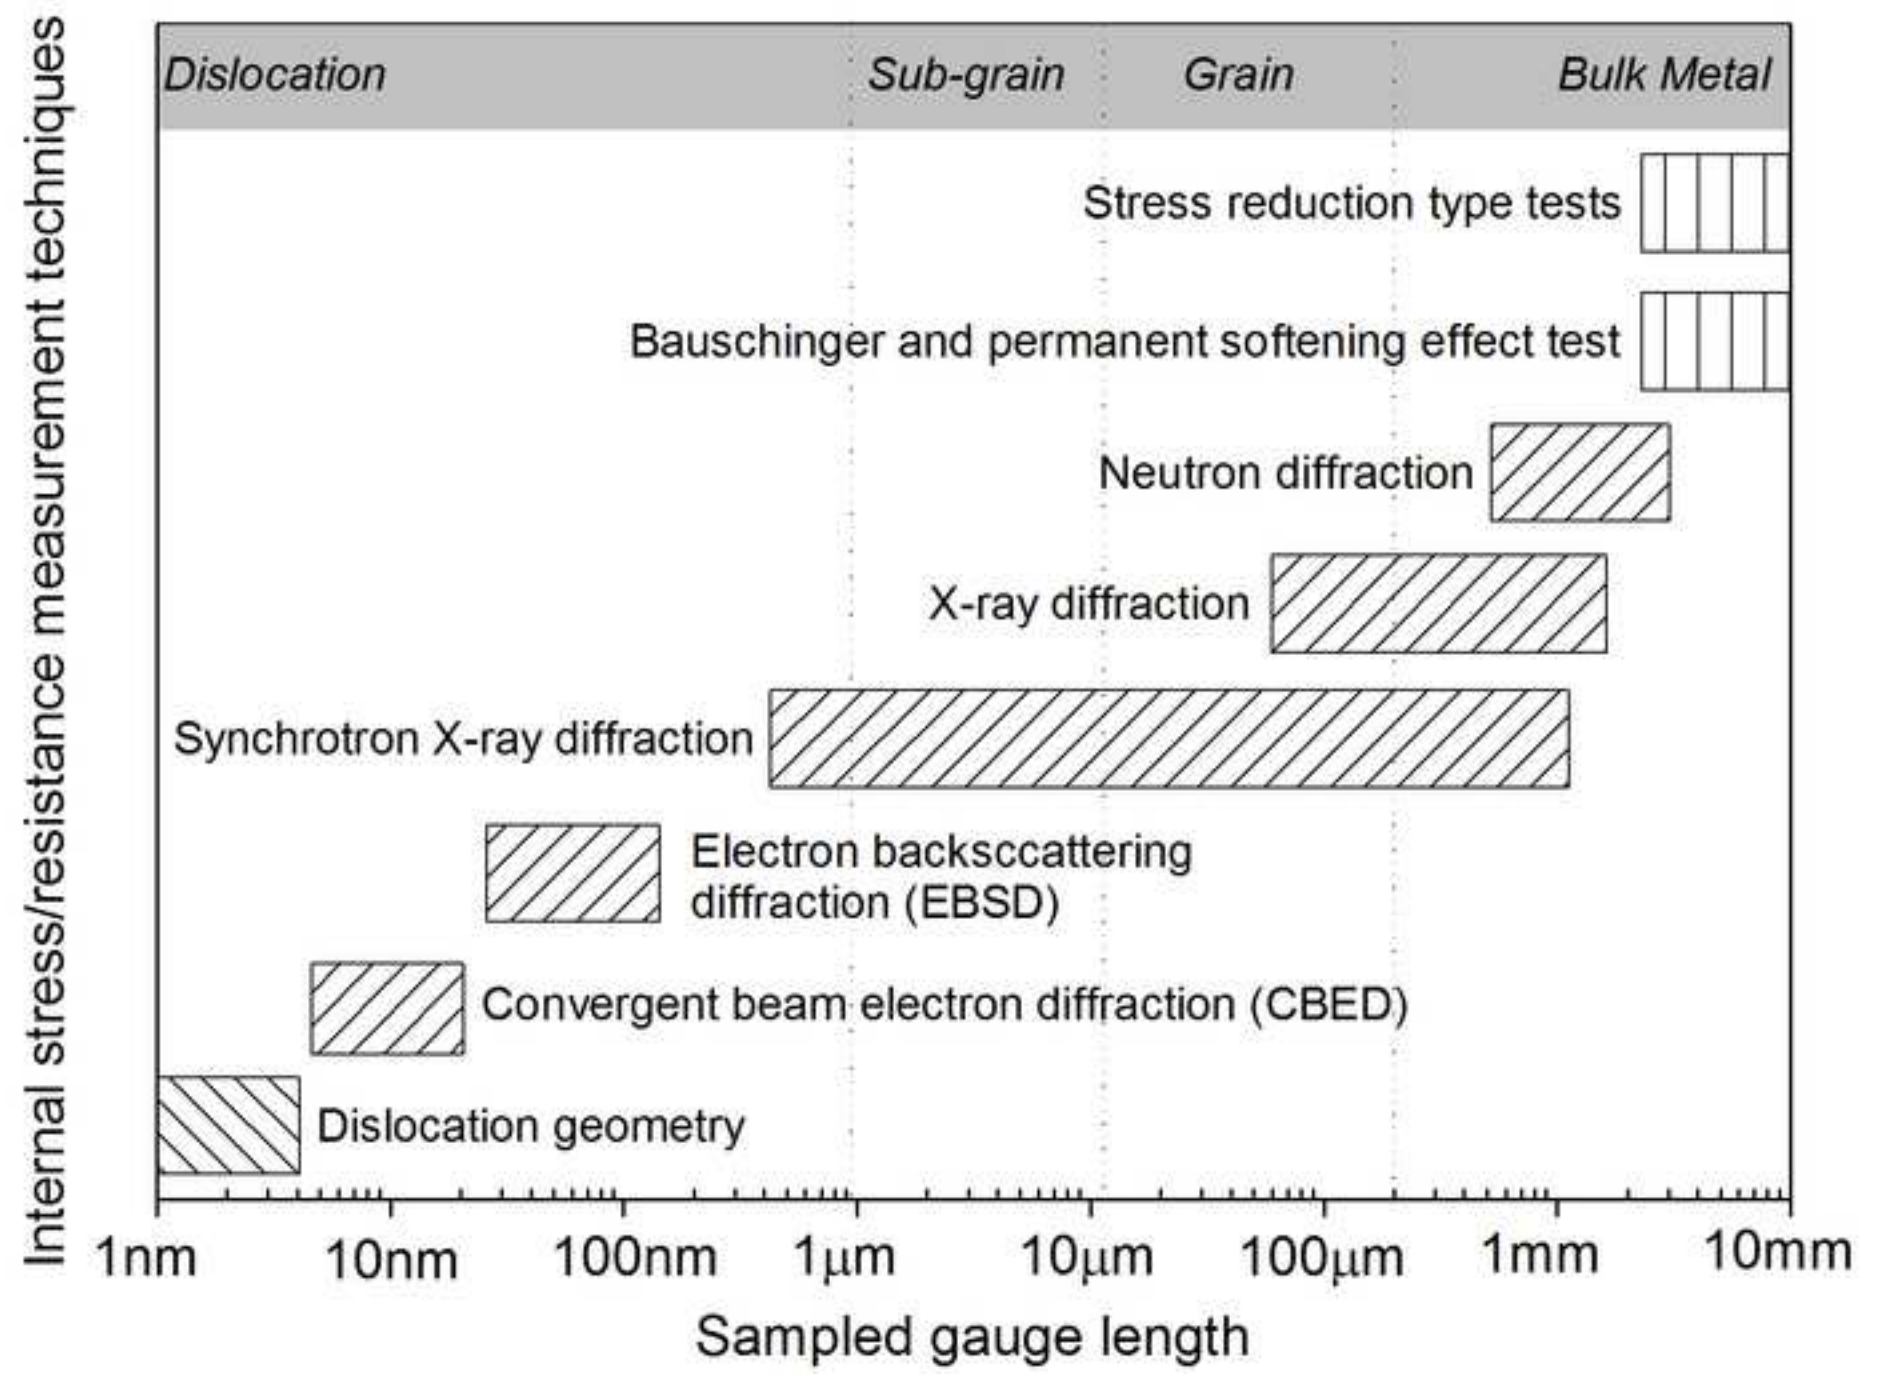 Internal stress/resistance measurement techniques
Dislocation Sub-grain Grain Bulk Metal
Stress reduction type tests
Bauschinger and permanent softening effect test
Neutron diffraction
X-ray diffraction
Synchrotron X-ray diffraction
Electron backsccattering
diffraction (EBSD)
Convergent beam electron diffraction (CBED)
Dislocation geometry
1nm 10nm 100nm 1μm 10μm 100μm 1mm 10mm
Sampled gauge length